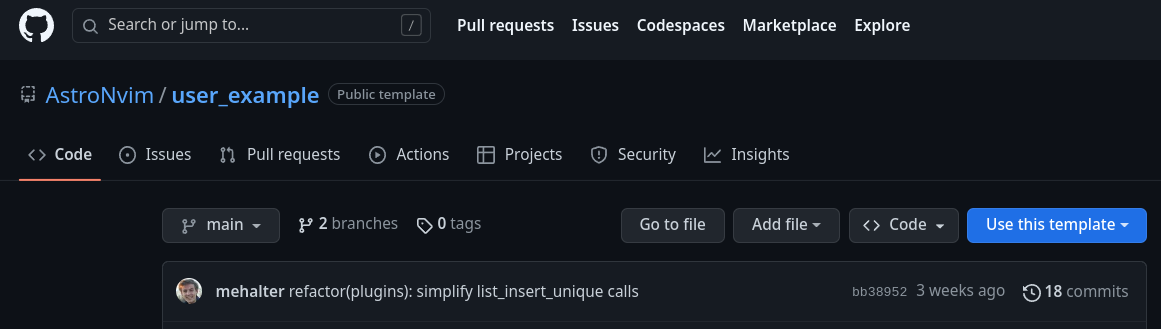 Search or jump to... /
Pull requests Issues Codespaces Marketplace Explore
AstroNvim / user_example Public template
Code Issues Pull requests Actions Projects Security Insights
main 2 branches 0 tags Go to file Add file Code Use this template
mehalter refactor(plugins): simplify list_insert_unique calls bb38952 3 weeks ago 18 commits